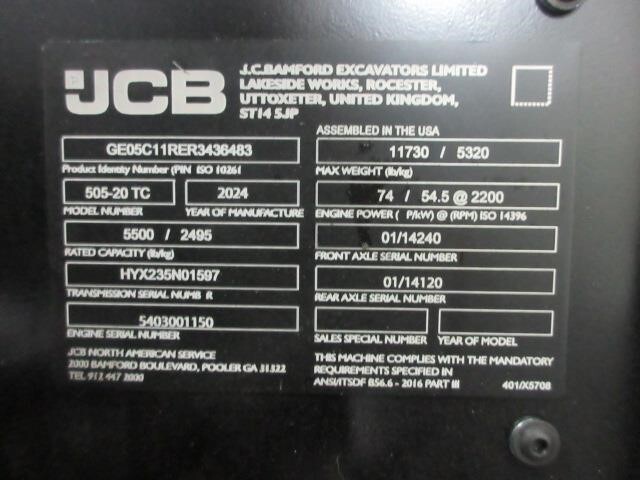 JCB
J.C.BAMFORD EXCAVATORS LIMITED
LAKESIDE WORKS, ROCESTER,
UTTOXETER, UNITED KINGDOM,
ST14 5JP
GE05C11RER3436483
Product Identity Number (PIN ISO 10261
505-20 TC
MODEL NUMBER
2024
YEAR OF MANUFACTURE
5500 / 2495
RATED CAPACITY (lb/kg)
HYX235N01597
TRANSMISSION SERIAL NUMB R
5403001150
ENGINE SERIAL NUMBER
JCB NORTH AMERICAN SERVICE
2000 BAMFORD BOULEVARD, POOLER GA 31322
TEL 912 447 2000
ASSEMBLED IN THE USA
11730 / 5320
MAX WEIGHT (lb/kg)
74 / 54.5 @ 2200
ENGINE POWER ( P/kW) @ (RPM) ISO 14396
01/14240
FRONT AXLE SERIAL NUMBER
01/14120
REAR AXLE SERIAL NUMBER
SALES SPECIAL NUMBER
YEAR OF MODEL
THIS MACHINE COMPLIES WITH THE MANDATORY
REQUIREMENTS SPECIFIED IN
ANSI/ITSDF B56.6 - 2016 PART III
401/X5708